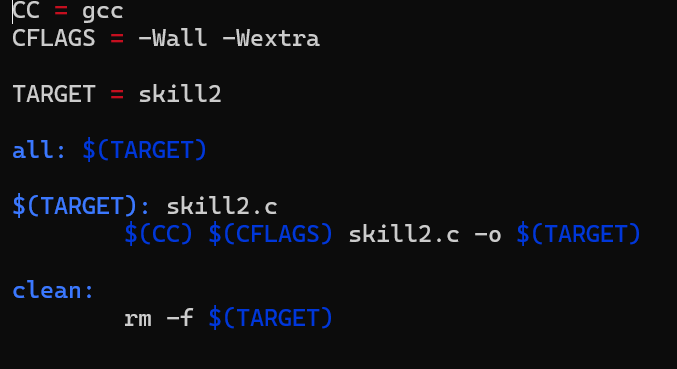 CC = gcc
CFLAGS = -Wall -Wextra
TARGET = skill2
all: $(TARGET)
$(TARGET): skill2.c
$(CC) $(CFLAGS) skill2.c -o $(TARGET)
clean:
rm -f $(TARGET)